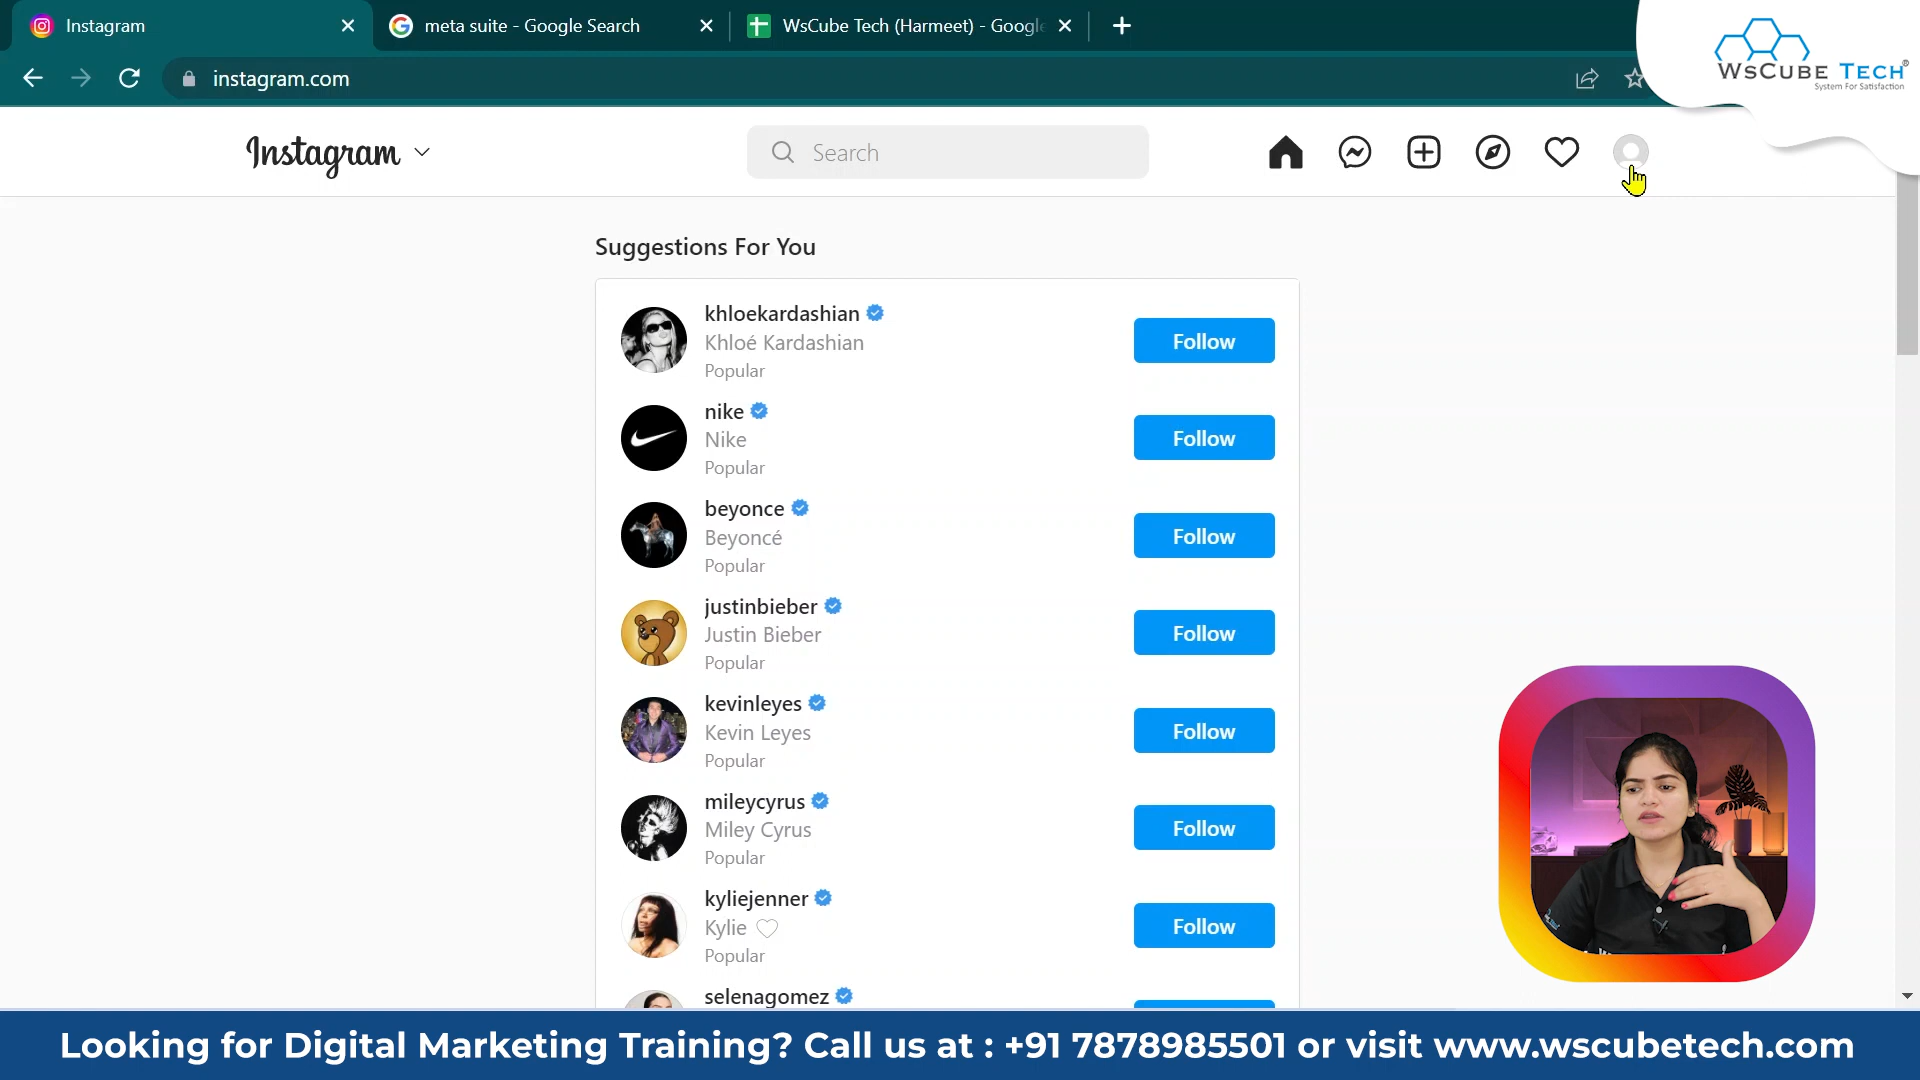 Instagram
meta suite - Google Search
WsCube Tech (Harmeet) - Google
instagram.com
WsCube Tech®
System For Satisfaction
Instagram
Search
Suggestions For You
khloekardashian
Khloé Kardashian
Popular
Follow
nike
Nike
Popular
Follow
beyonce
Beyoncé
Popular
Follow
justinbieber
Justin Bieber
Popular
Follow
kevinleyes
Kevin Leyes
Popular
Follow
mileycyrus
Miley Cyrus
Popular
Follow
kyliejenner
Kylie ♡
Popular
Follow
selenagomez
Looking for Digital Marketing Training? Call us at : +91 7878985501 or visit www.wscubetech.com